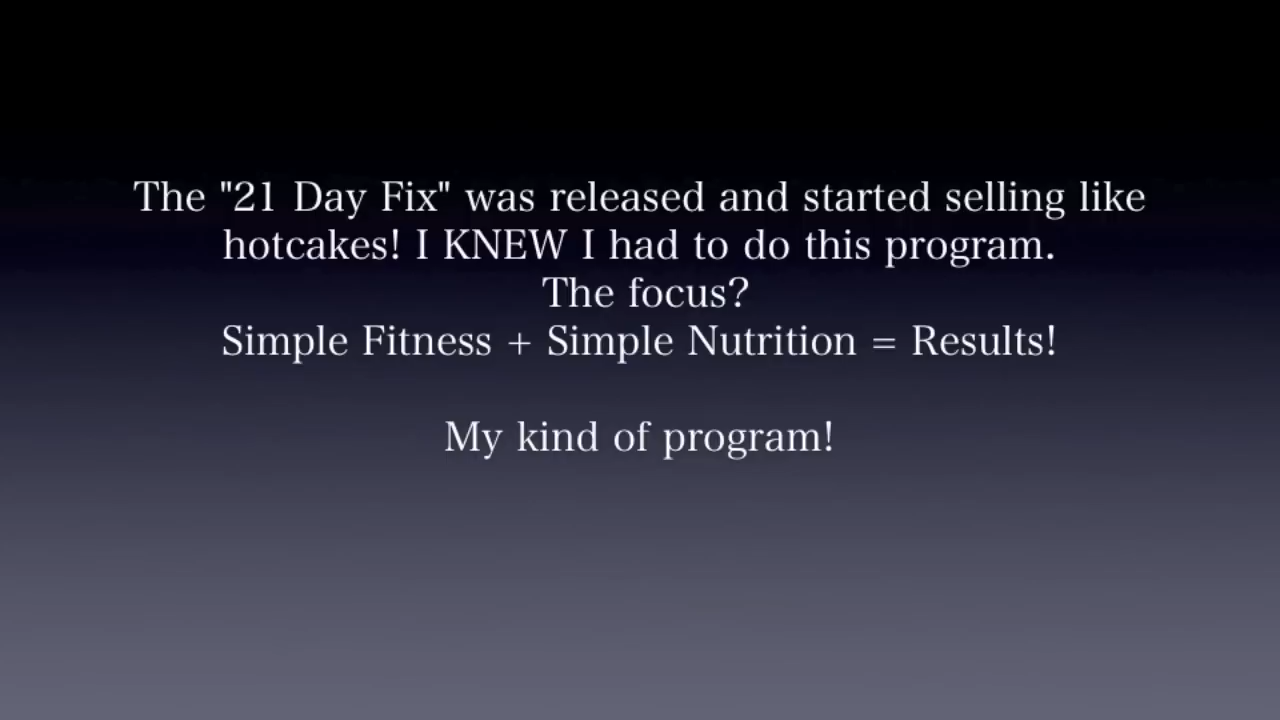 The "21 Day Fix" was released and started selling like
hotcakes! I KNEW I had to do this program.
The focus?
Simple Fitness + Simple Nutrition = Results!
My kind of program!